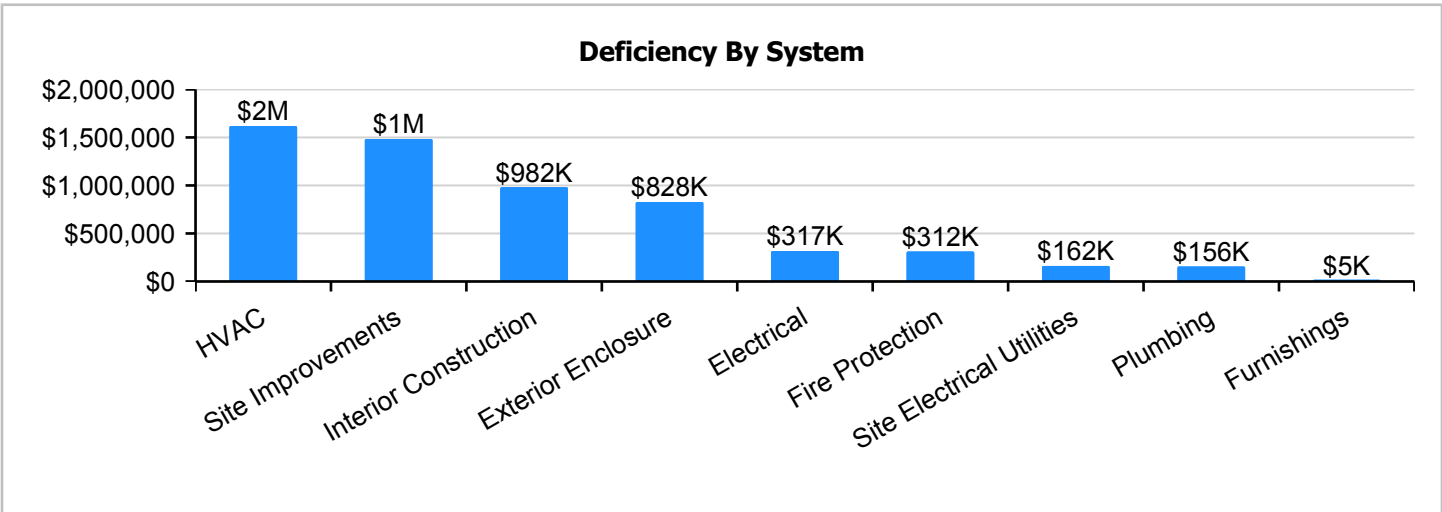 Deficiency By System
$2,000,000
$1,500,000
$1,000,000
$500,000
$0
$2M
$1M
$982K
$828K
$317K
$312K
$162K
$156K
$5K
HVAC
Site Improvements
Interior Construction
Exterior Enclosure
Electrical
Fire Protection
Site Electrical Utilities
Plumbing
Furnishings